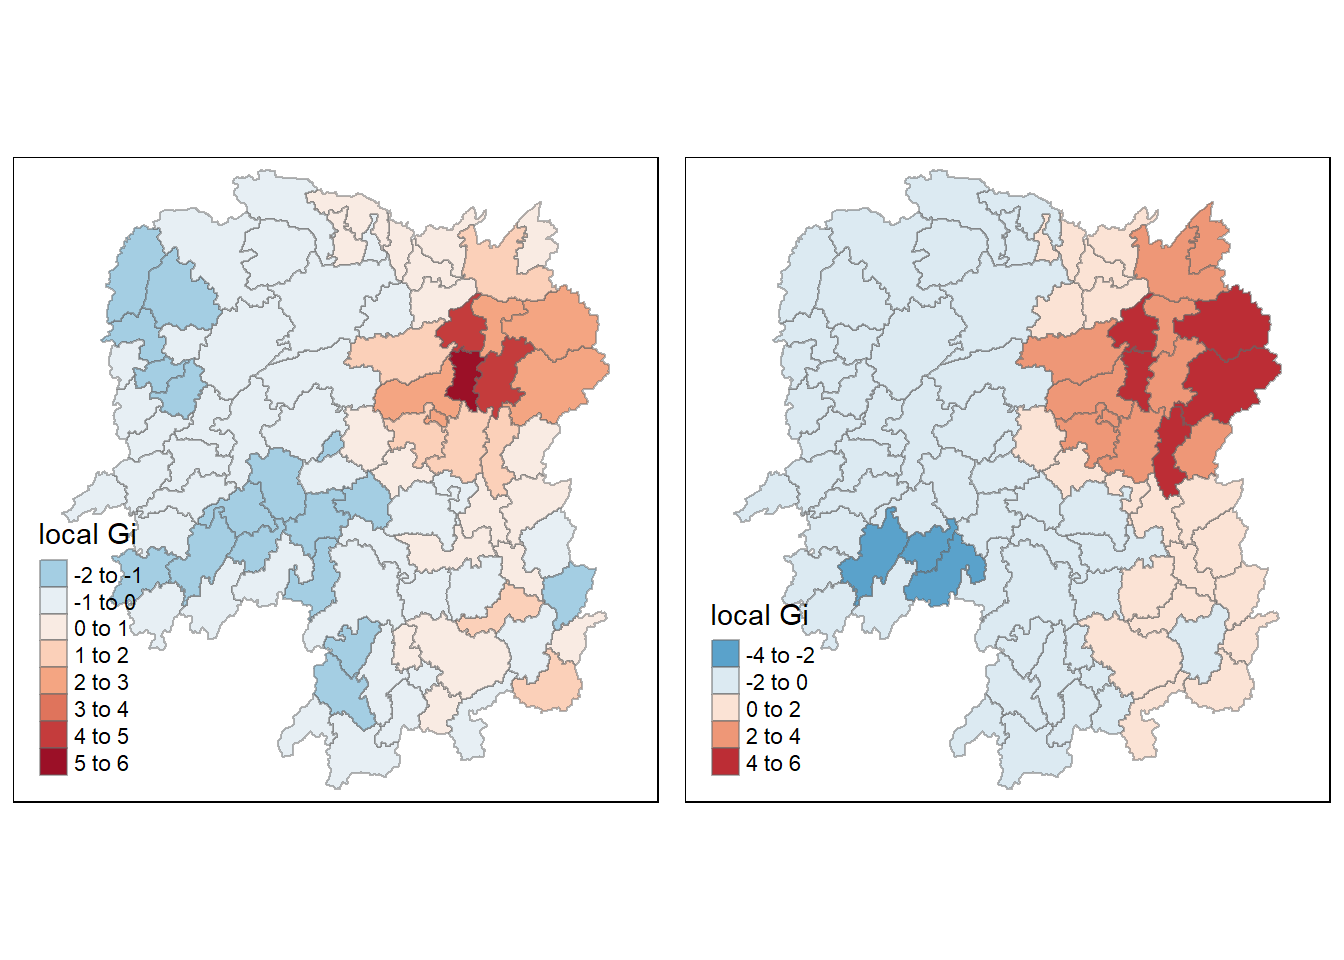 local Gi
-2 to -1
-1 to 0
0 to 1
1 to 2
2 to 3
3 to 4
4 to 5
5 to 6
local Gi
-4 to -2
-2 to 0
0 to 2
2 to 4
4 to 6